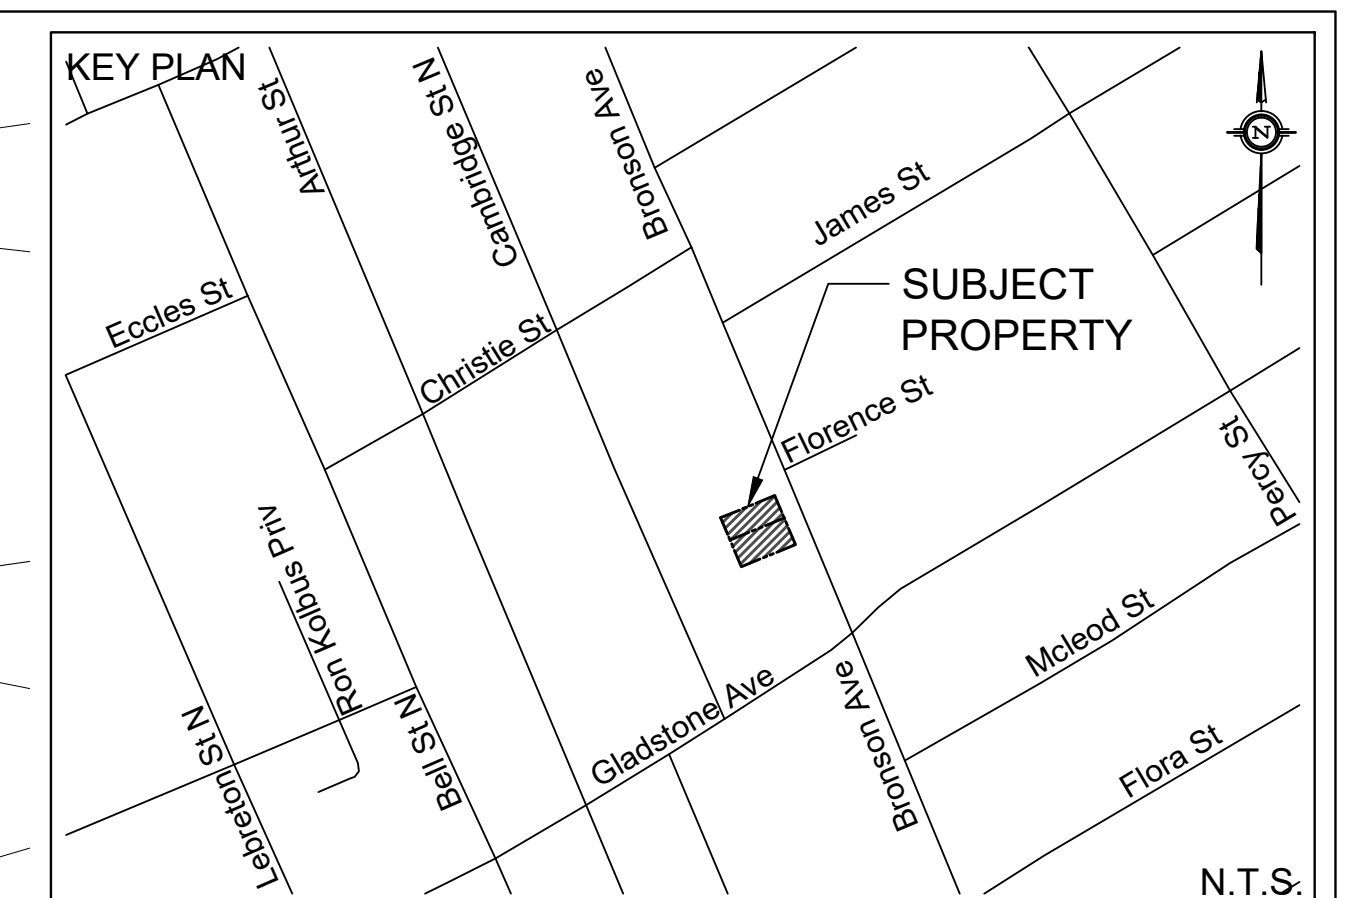 KEY PLAN
Arthur St
Cambridge St N
Bronson Ave
N
James St
Eccles St
SUBJECT
PROPERTY
Christie St
Florence St
Percy St
Ron Kolbus Priv
Mcleod St
Gladstone Ave
Bronson Ave
Lebreton St N
Bell St N
Flora St
N.T.S.